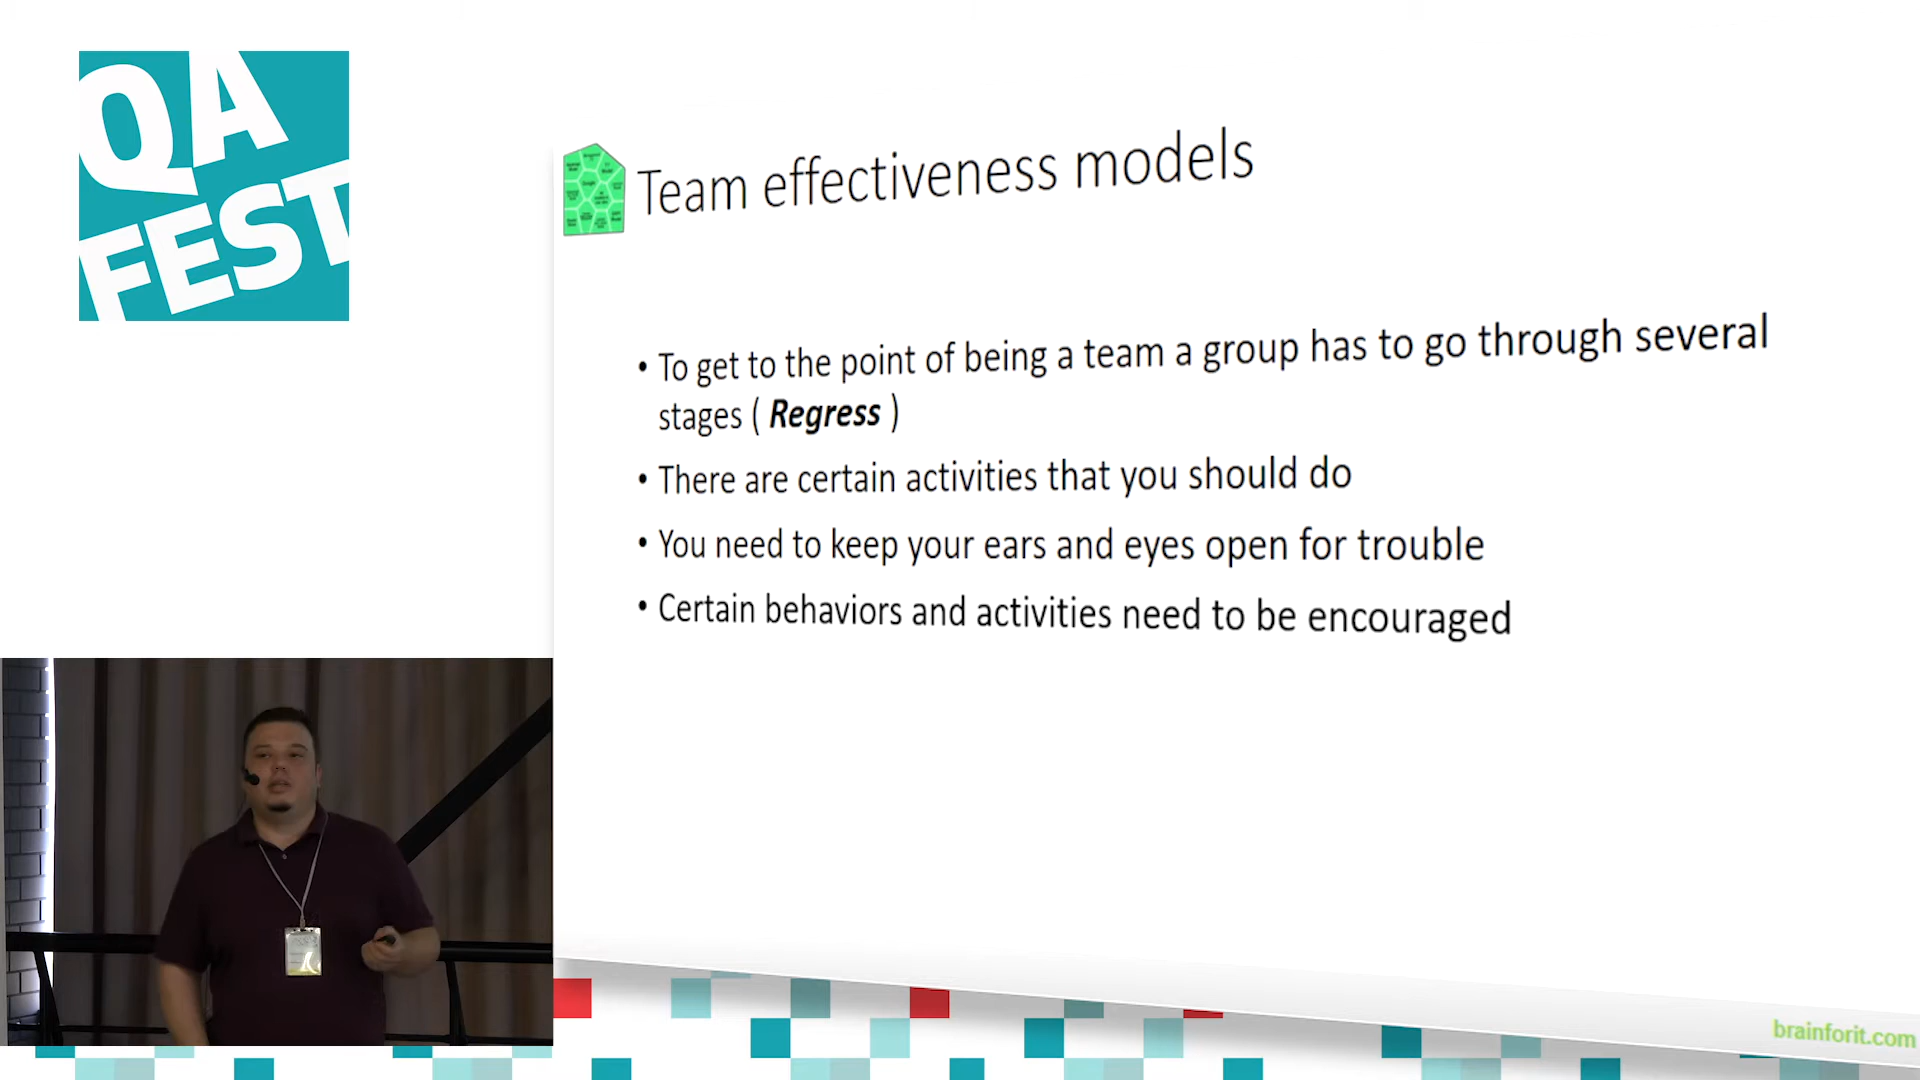 QA
FEST
Team effectiveness models
• To get to the point of being a team a group has to go through several
stages ( Regress )
• There are certain activities that you should do
• You need to keep your ears and eyes open for trouble
• Certain behaviors and activities need to be encouraged
brainforit.com